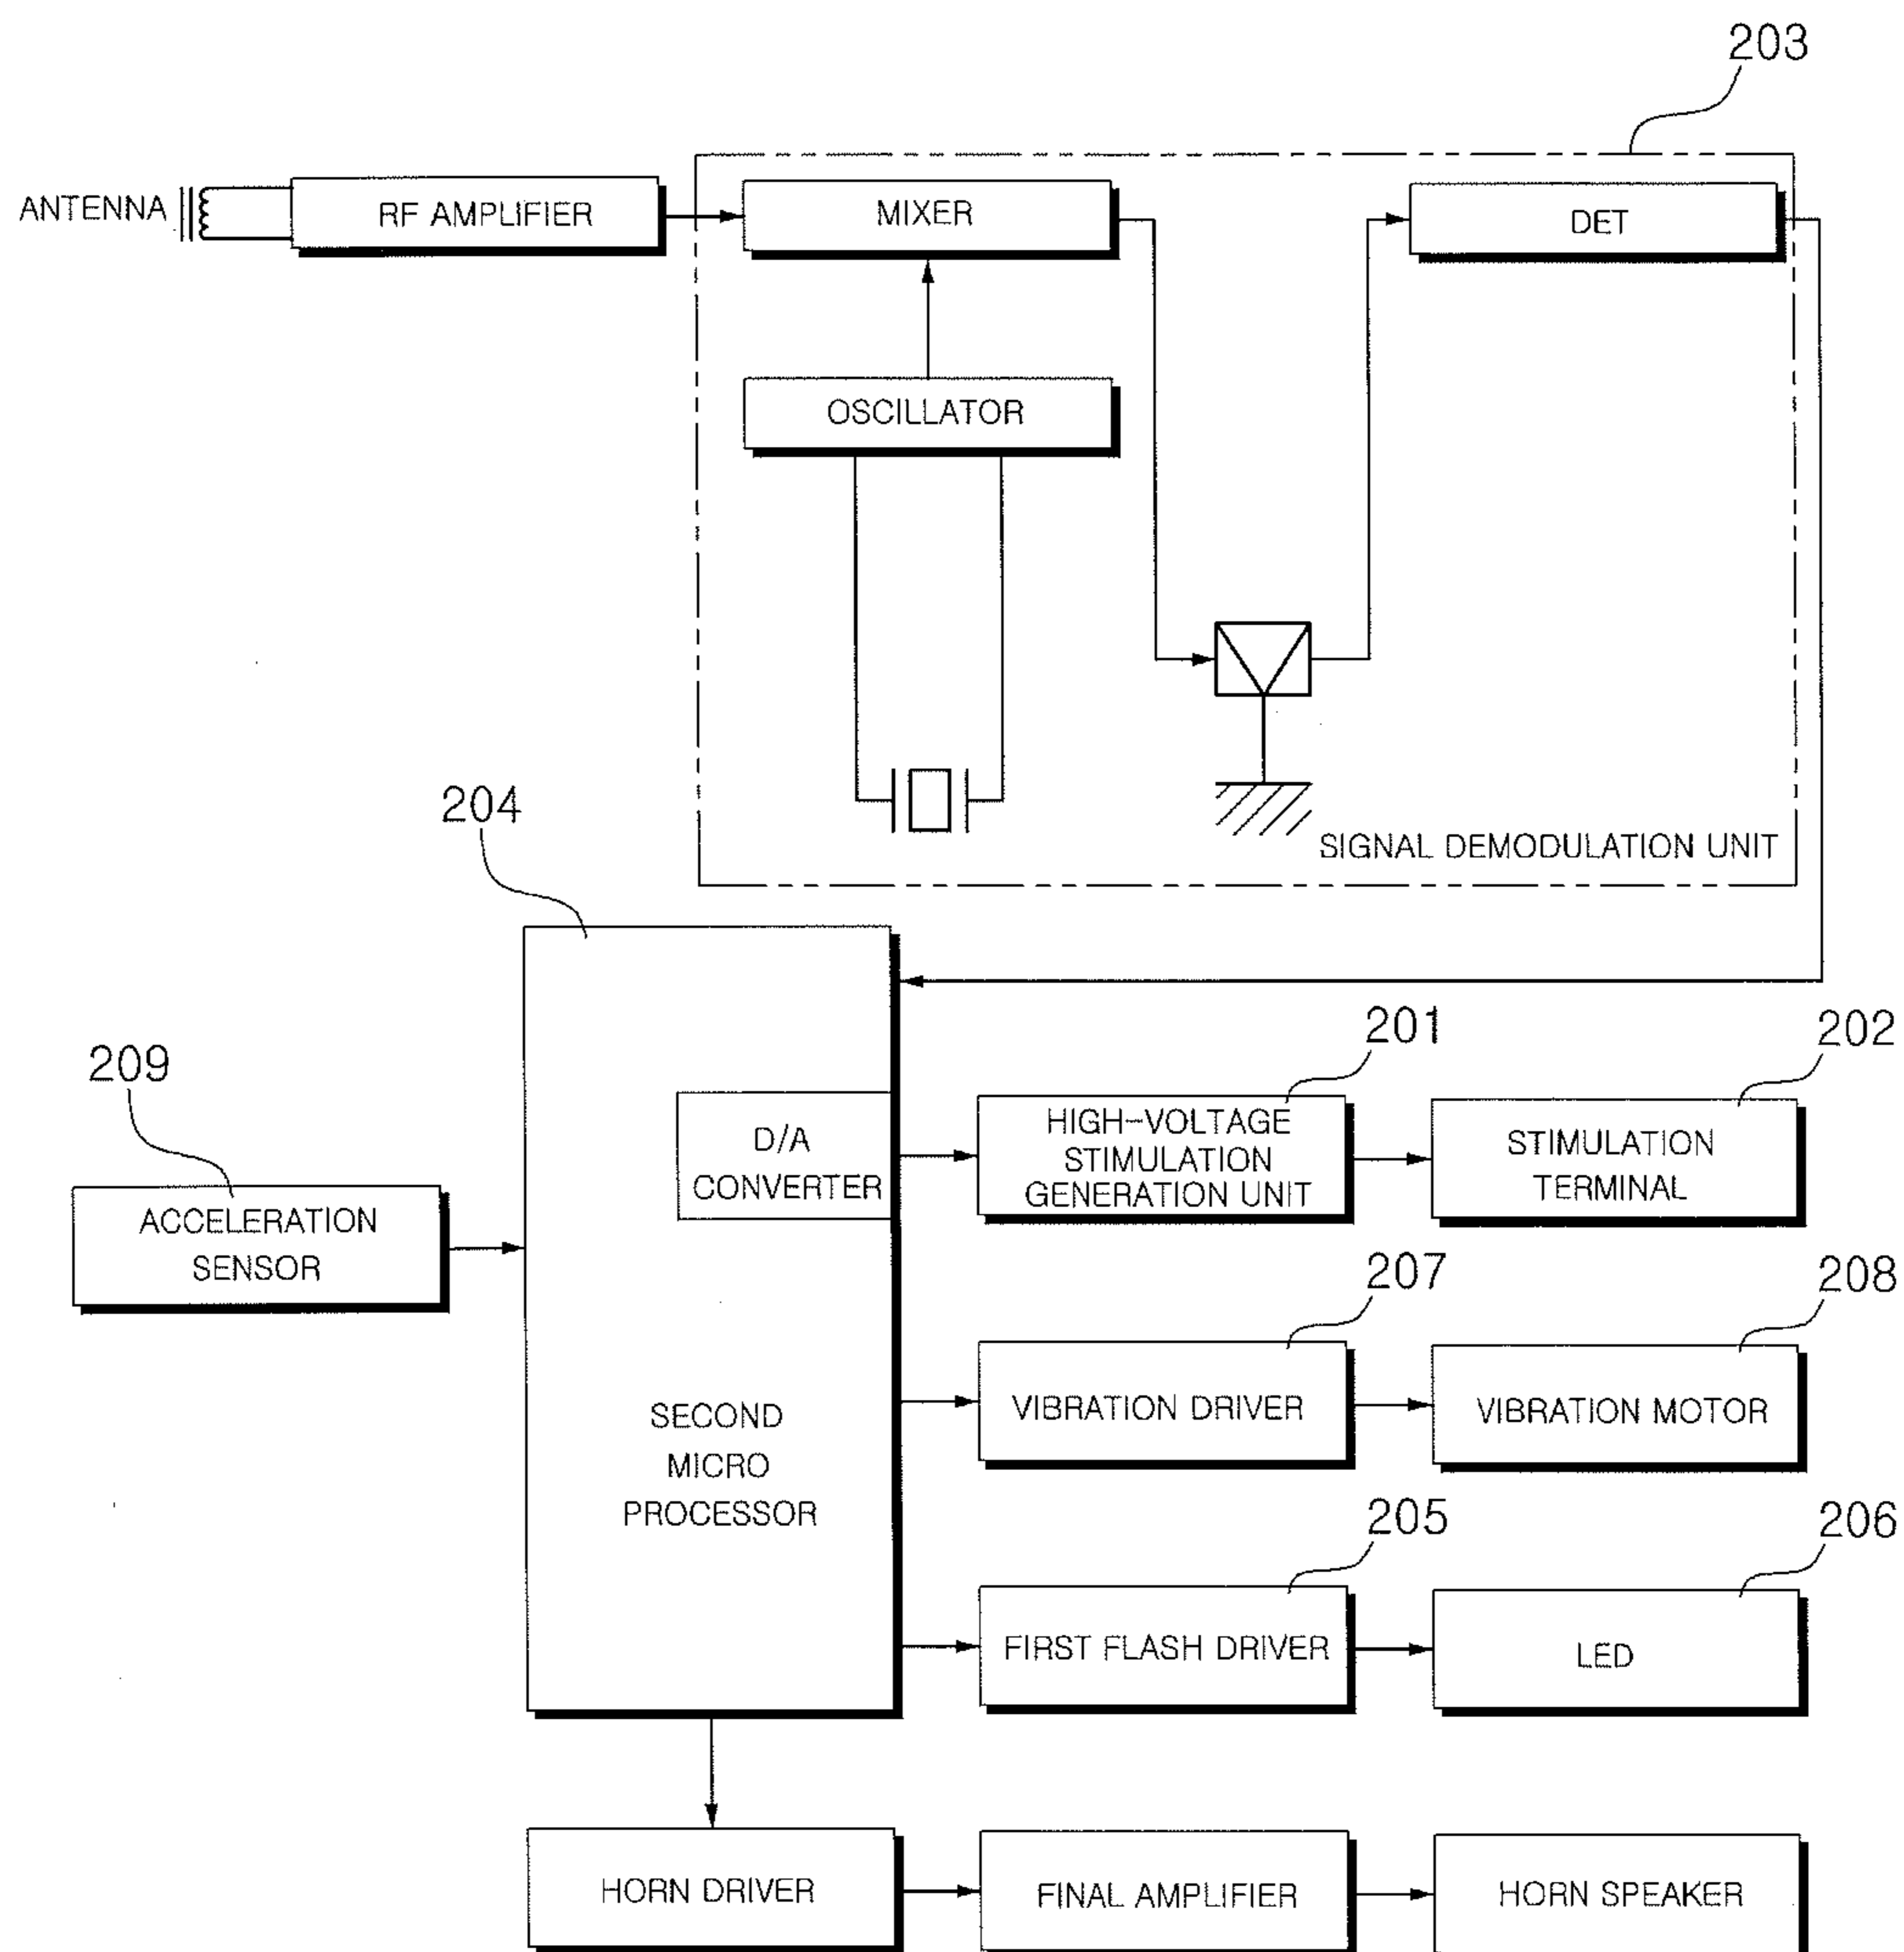 203
ANTENNA
RF AMPLIFIER
MIXER
DET
OSCILLATOR
SIGNAL DEMODULATION UNIT
204
209
ACCELERATION
SENSOR
D/A
CONVERTER
SECOND
MICRO
PROCESSOR
201
HIGH-VOLTAGE
STIMULATION
GENERATION UNIT
202
STIMULATION
TERMINAL
207
VIBRATION DRIVER
208
VIBRATION MOTOR
205
FIRST FLASH DRIVER
206
LED
HORN DRIVER
FINAL AMPLIFIER
HORN SPEAKER